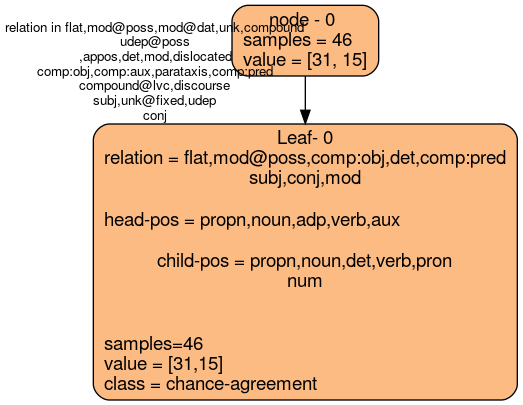 node - 0
samples = 46
value = [31, 15]
relation in flat,mod@poss,mod@dat,unk,compound
udep@poss
,appos,det,mod,dislocated
comp:obj,comp:aux,parataxis,comp:pred
compound@lvc,discourse
subj,unk@fixed,udep
conj
Leaf- 0
relation = flat,mod@poss,comp:obj,det,comp:pred
subj,conj,mod
head-pos = propn,noun,adp,verb,aux
child-pos = propn,noun,det,verb,pron
num
samples=46
value = [31,15]
class = chance-agreement